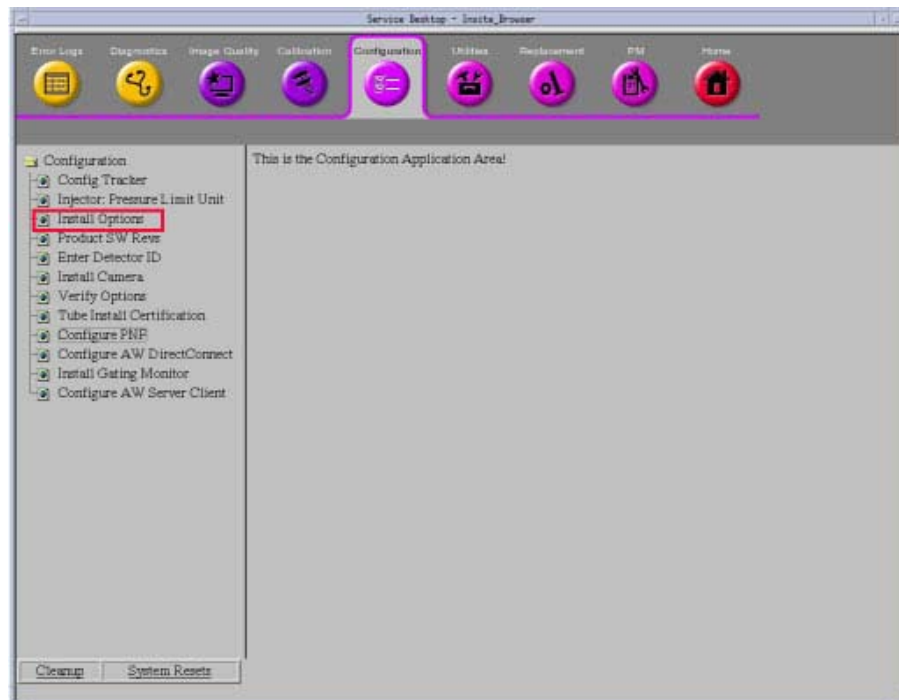 Service Desktop - Insite_Browser
Error Logs Diagnostics Image Quality Calibration Configuration Utilities Replacement PM Home
Configuration
Config Tracker
Injector: Pressure Limit Unit
Install Options
Product SW Revs
Enter Detector ID
Install Camera
Verify Options
Tube Install Certification
Configure PNF
Configure AW DirectConnect
Install Gating Monitor
Configure AW Server Client
This is the Configuration Application Area!
Cleanup System Resets